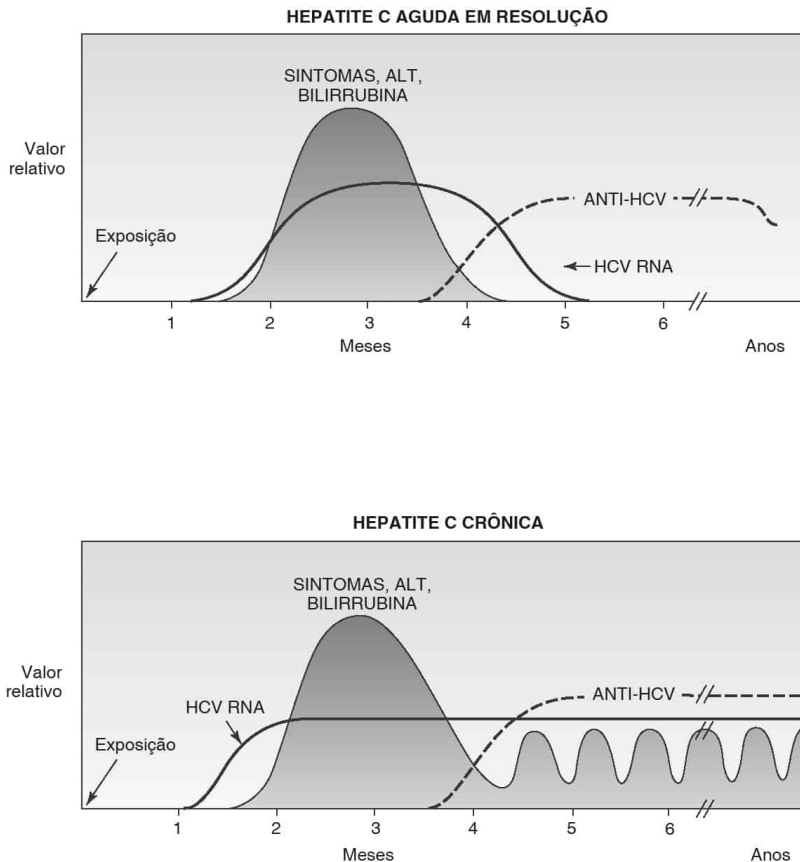 HEPATITE C AGUDA EM RESOLUÇÃO
SINTOMAS, ALT,
BILIRRUBINA
Valor
relativo
ANTI-HCV
Exposição
HCV RNA
1 2 3 4 5 6
Meses Anos
HEPATITE C CRÔNICA
SINTOMAS, ALT,
BILIRRUBINA
Valor
relativo
ANTI-HCV
HCV RNA
Exposição
1 2 3 4 5 6
Meses Anos